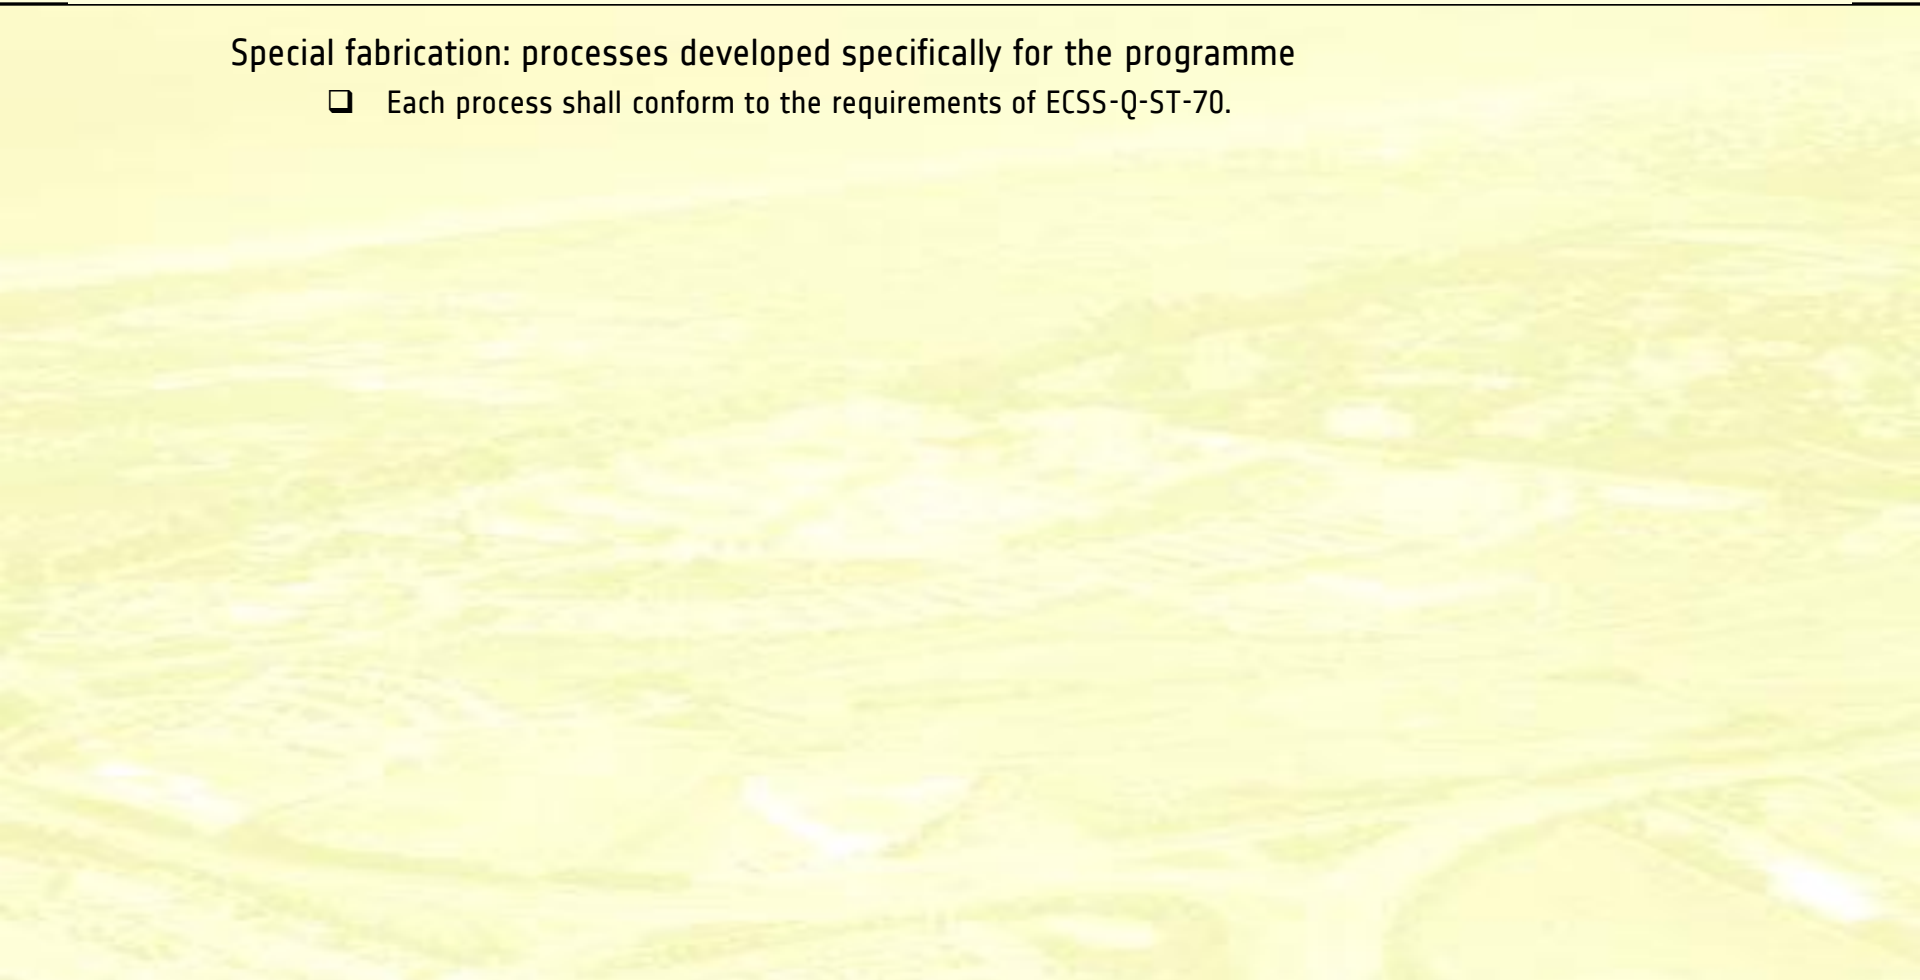 Special fabrication: processes developed specifically for the programme
❑ Each process shall conform to the requirements of ECSS-Q-ST-70.